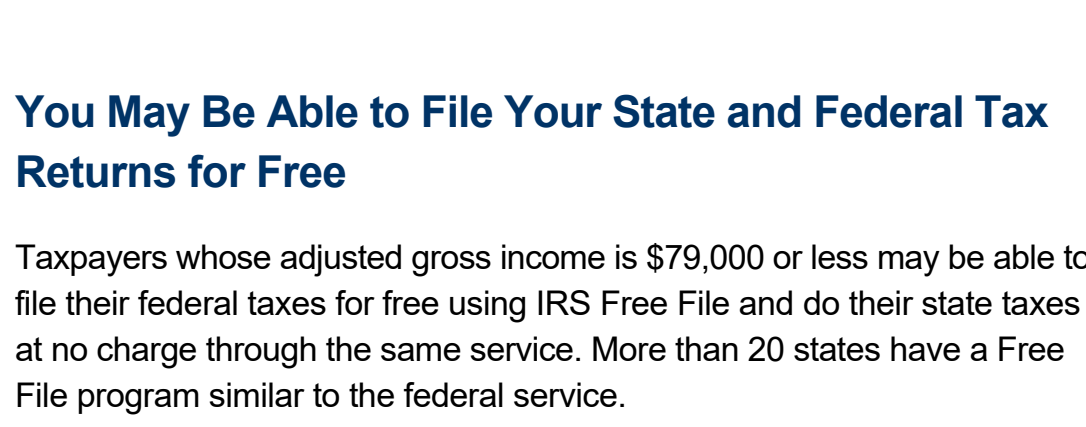 You May Be Able to File Your State and Federal Tax
Returns for Free
Taxpayers whose adjusted gross income is $79,000 or less may be able to
file their federal taxes for free using IRS Free File and do their state taxes
at no charge through the same service. More than 20 states have a Free
File program similar to the federal service.